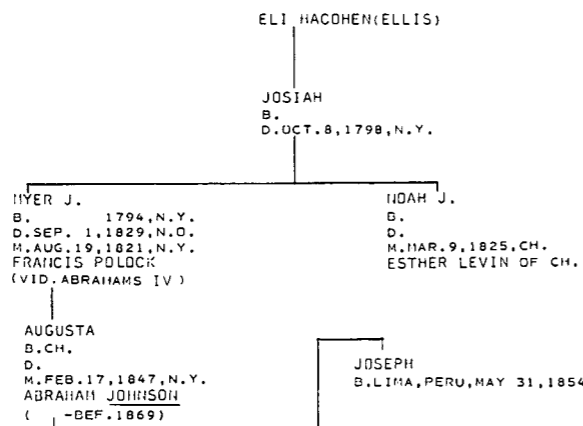 ELI HACOHEN(ELLIS)
JOSIAH
B.
D.OCT.8,1798,N.Y.
MYER J.
B. 1794,N.Y.
D.SEP. 1,1829,N.O.
M.AUG.19,1821,N.Y.
FRANCIS POLOCK
(VID.ABRAHAMS IV)
NOAH J.
B.
D.
M.MAR.9,1825,CH.
ESTHER LEVIN OF CH.
AUGUSTA
B.CH.
D.
M.FEB.17,1847,N.Y.
ABRAHAM JOHNSON
( -BEF.1869)
JOSEPH
B.LIMA,PERU,MAY 31,1854